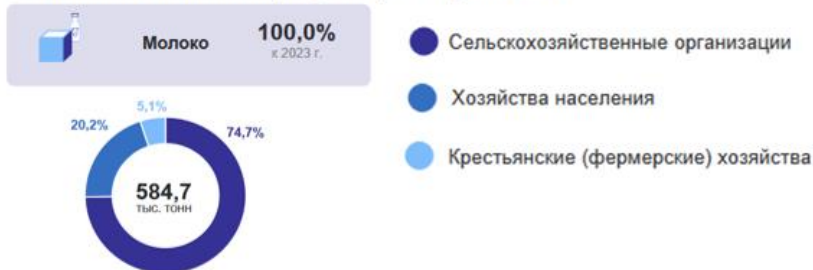 Молоко
100,0%
к 2023 г.
Сельскохозяйственные организации
Хозяйства населения
Крестьянские (фермерские) хозяйства
5,1%
20,2%
74,7%
584,7
тыс. тонн